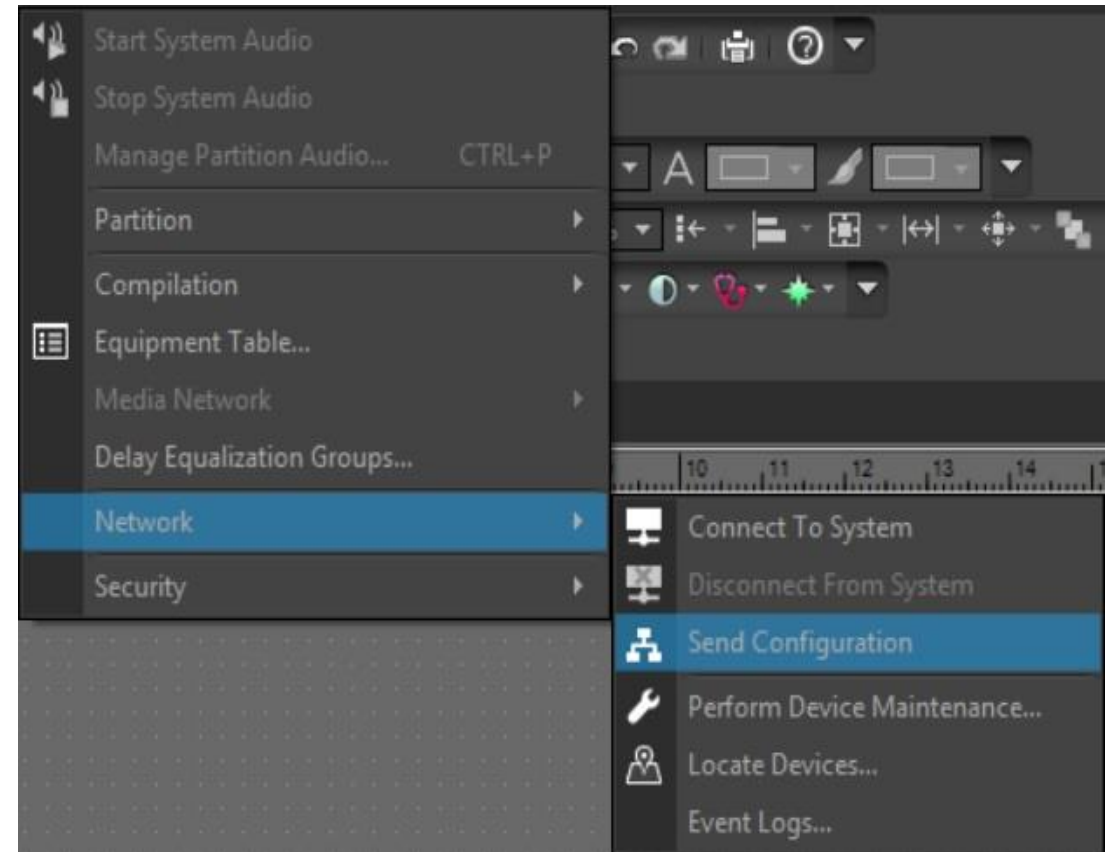 Start System Audio
Stop System Audio
Manage Partition Audio... CTRL+P
A
Partition
Compilation
Equipment Table...
Media Network
Delay Equalization Groups...
10 11 12 13 14
Network
Security
Connect To System
Disconnect From System
Send Configuration
Perform Device Maintenance...
Locate Devices...
Event Logs...